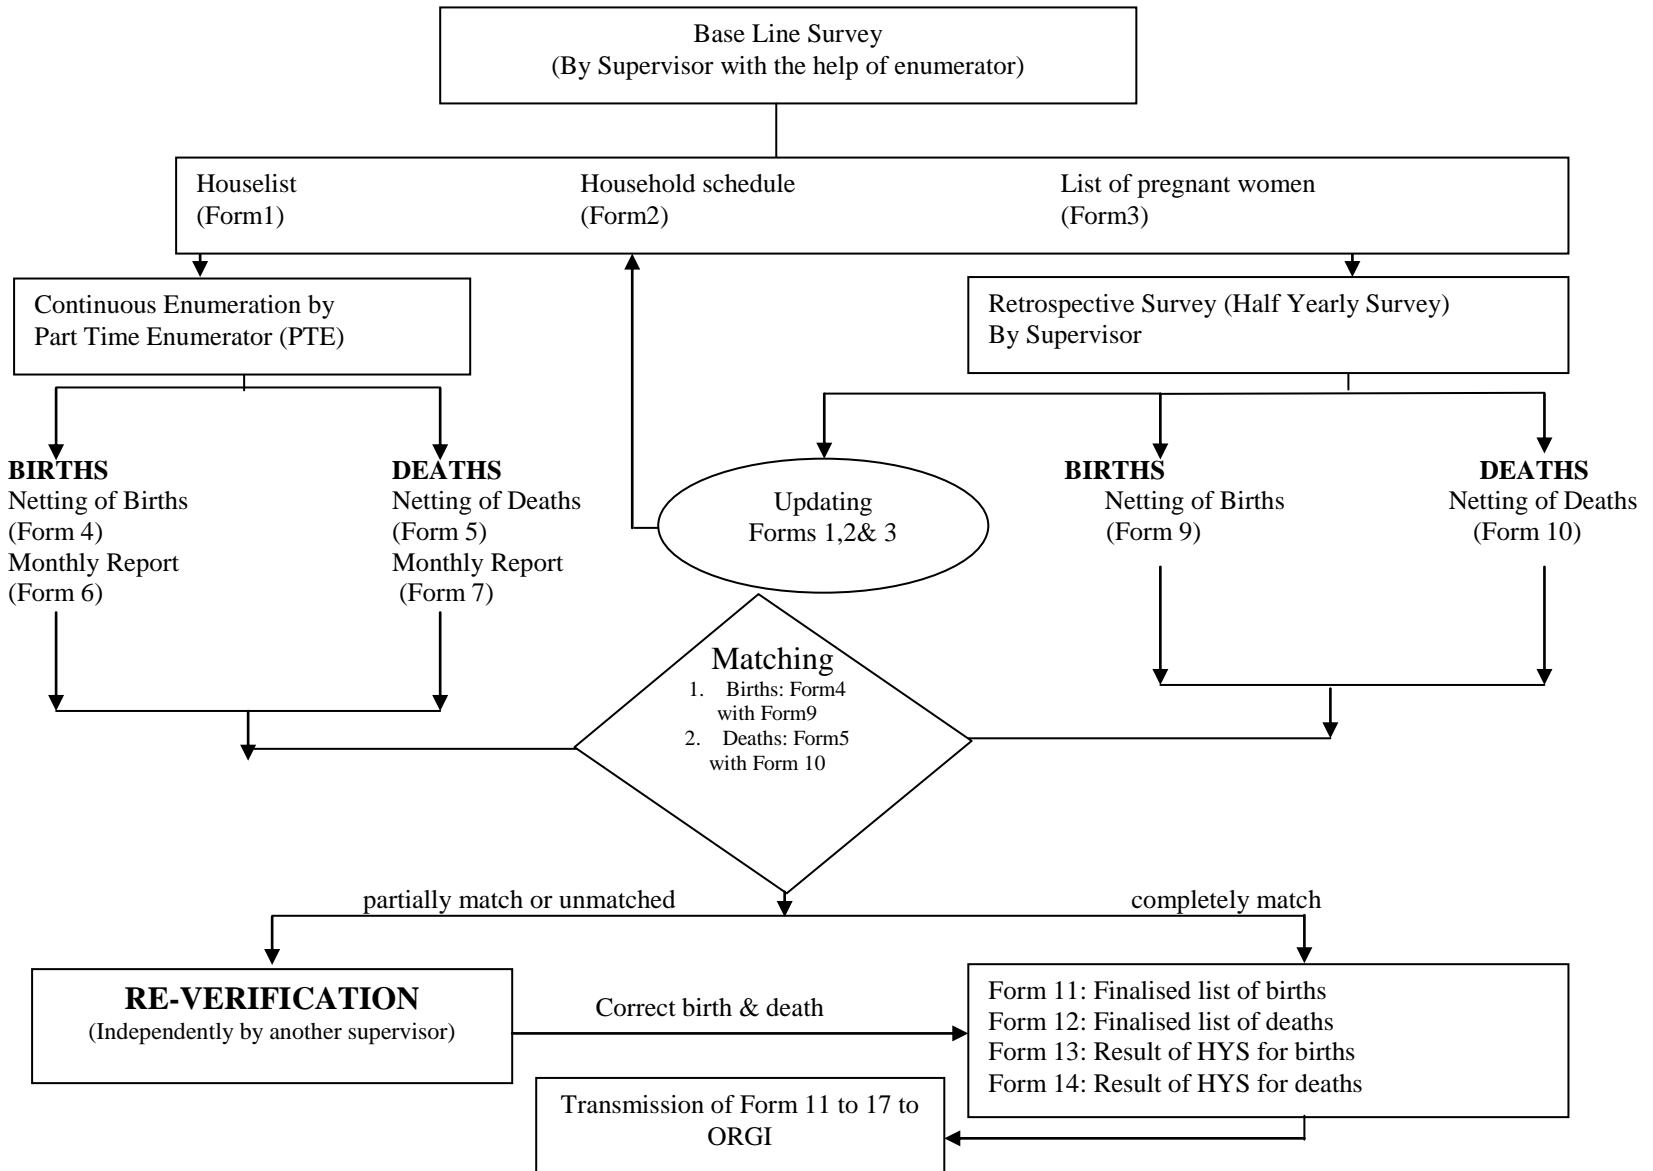 Base Line Survey
(By Supervisor with the help of enumerator)
Houselist
(Form1)
Household schedule
(Form2)
List of pregnant women
(Form3)
Continuous Enumeration by
Part Time Enumerator (PTE)
Retrospective Survey (Half Yearly Survey)
By Supervisor
BIRTHS
Netting of Births
(Form 4)
Monthly Report
(Form 6)
DEATHS
Netting of Deaths
(Form 5)
Monthly Report
(Form 7)
Updating
Forms 1,2& 3
BIRTHS
Netting of Births
(Form 9)
DEATHS
Netting of Deaths
(Form 10)
Matching
1. Births: Form4
with Form9
2. Deaths: Form5
with Form 10
partially match or unmatched
completely match
RE-VERIFICATION
(Independently by another supervisor)
Correct birth & death
Form 11: Finalised list of births
Form 12: Finalised list of deaths
Form 13: Result of HYS for births
Form 14: Result of HYS for deaths
Transmission of Form 11 to 17 to
ORGI